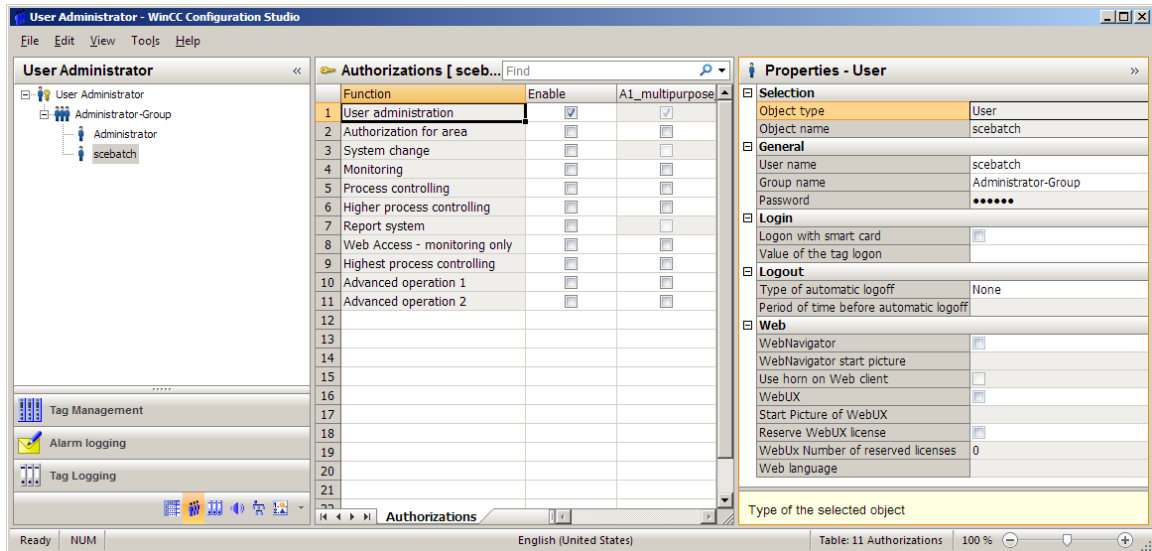 User Administrator - WinCC Configuration Studio
File Edit View Tools Help
User Administrator «
User Administrator
Administrator-Group
Administrator
scebatch
Tag Management
Alarm logging
Tag Logging
Authorizations [ sceb... Find
Function Enable A1_multipurpose
1 User administration
2 Authorization for area
3 System change
4 Monitoring
5 Process controlling
6 Higher process controlling
7 Report system
8 Web Access - monitoring only
9 Highest process controlling
10 Advanced operation 1
11 Advanced operation 2
12
13
14
15
16
17
18
19
20
21
Authorizations
Properties - User »
Selection
Object type User
Object name scebatch
General
User name scebatch
Group name Administrator-Group
Password ••••••
Login
Logon with smart card
Value of the tag logon
Logout
Type of automatic logoff None
Period of time before automatic logoff
Web
WebNavigator
WebNavigator start picture
Use horn on Web client
WebUX
Start Picture of WebUX
Reserve WebUX license
WebUx Number of reserved licenses 0
Web language
Type of the selected object
Ready NUM English (United States) Table: 11 Authorizations 100 %